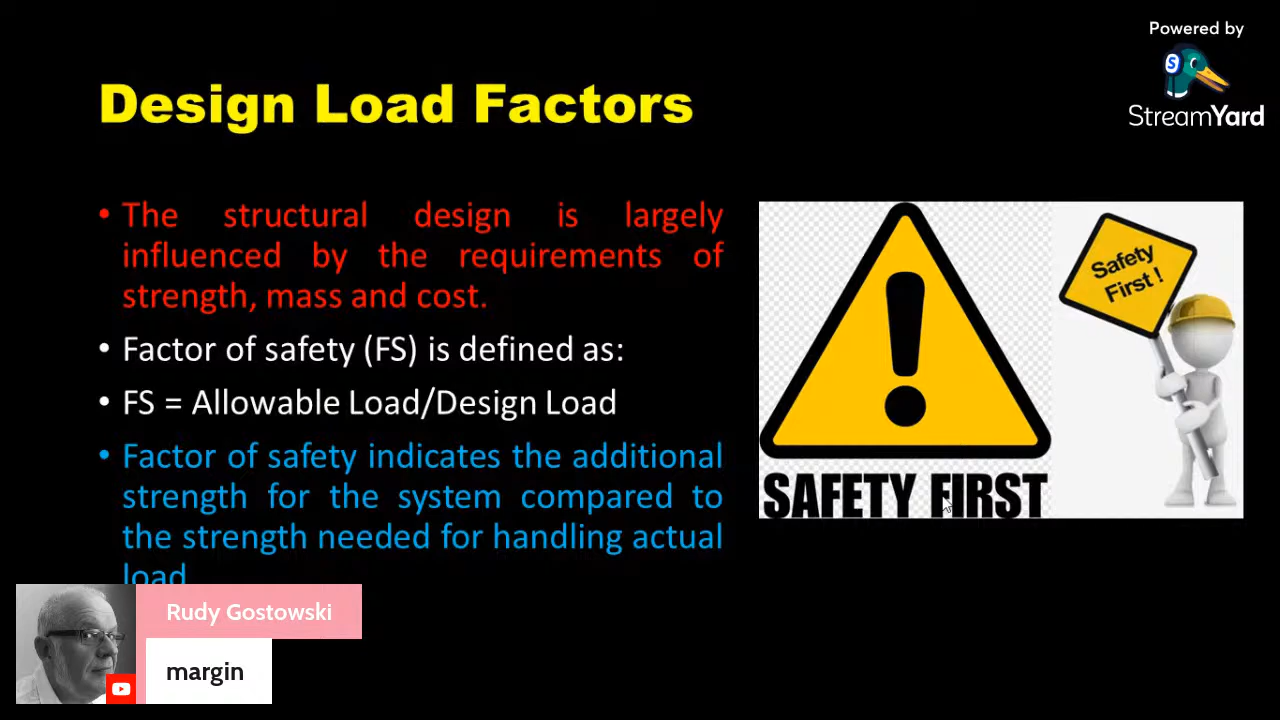 Powered by
StreamYard
Design Load Factors
• The structural design is largely
influenced by the requirements of
strength, mass and cost.
• Factor of safety (FS) is defined as:
• FS = Allowable Load/Design Load
• Factor of safety indicates the additional
strength for the system compared to
the strength needed for handling actual
load
Safety
First !
SAFETY FIRST
Rudy Gostowski
margin